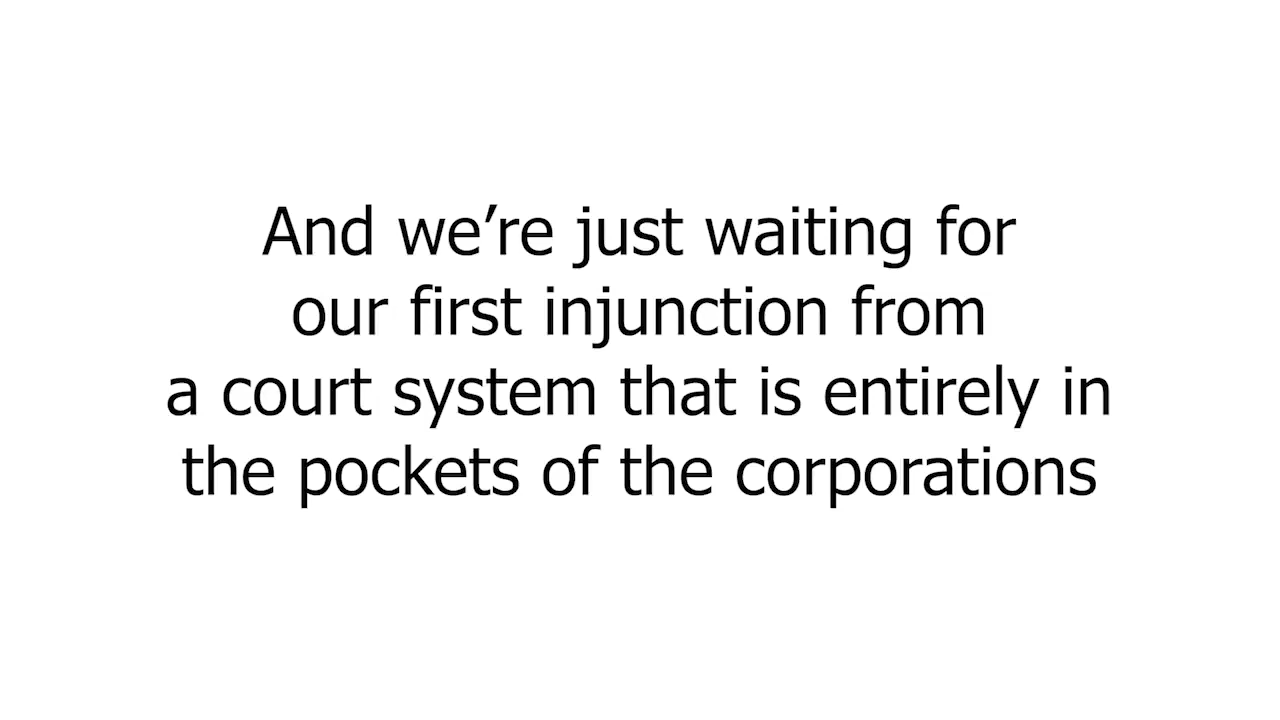 And we’re just waiting for
our first injunction from
a court system that is entirely in
the pockets of the corporations